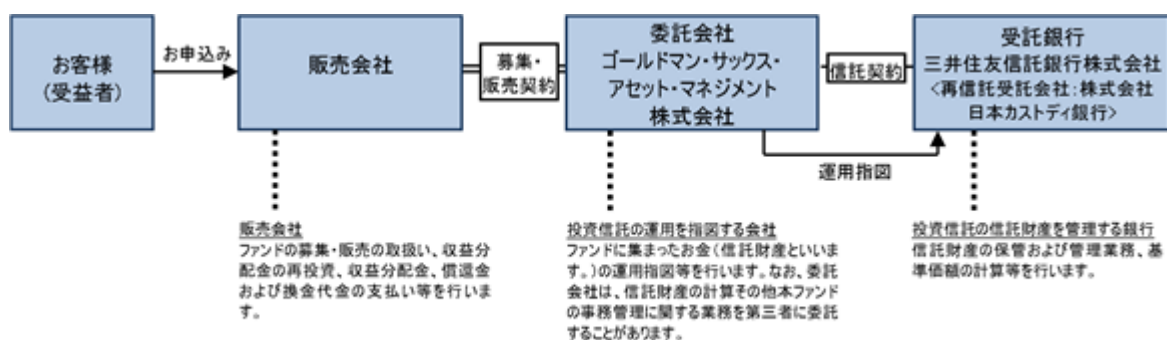 お客様
(受益者)
お申込み
販売会社
募集・
販売契約
委託会社
ゴールドマン・サックス・
アセット・マネジメント
株式会社
信託契約
受託銀行
三井住友信託銀行株式会社
<再信託受託会社:株式会社
日本カストディ銀行>
運用指図
販売会社
ファンドの募集・販売の取扱い、収益分
配金の再投資、収益分配金、償還金
および換金代金の支払い等を行いま
す。
投資信託の運用を指図する会社
ファンドに集まったお金(信託財産といいま
す。)の運用指図等を行います。なお、委託
会社は、信託財産の計算その他本ファンド
の事務管理に関する業務を第三者に委託
することがあります。
投資信託の信託財産を管理する銀行
信託財産の保管および管理業務、基
準価額の計算等を行います。